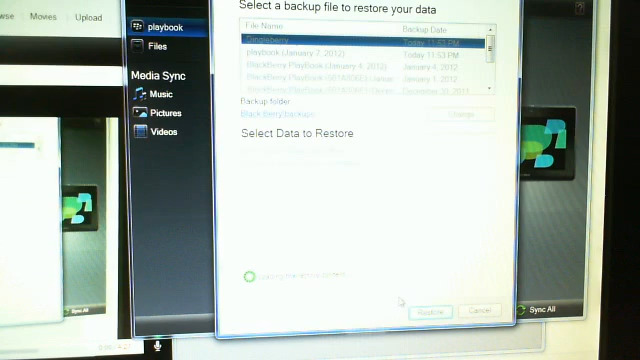 Select a backup file to restore your data
wse Movies Upload
playbook
File Name Backup Date
Dingleberry Today 11:53 PM
Files
playbook (January 7, 2012) Today 11:53 PM
BlackBerry PlayBook (January 4, 2012) January 4, 2012
Media Sync
January 1, 2012
December 31, 2011
Music
Backup folder
Pictures
BlackBerry\backups
Change
Videos
Select Data to Restore
Restore
Cancel
Sync All
Sync All